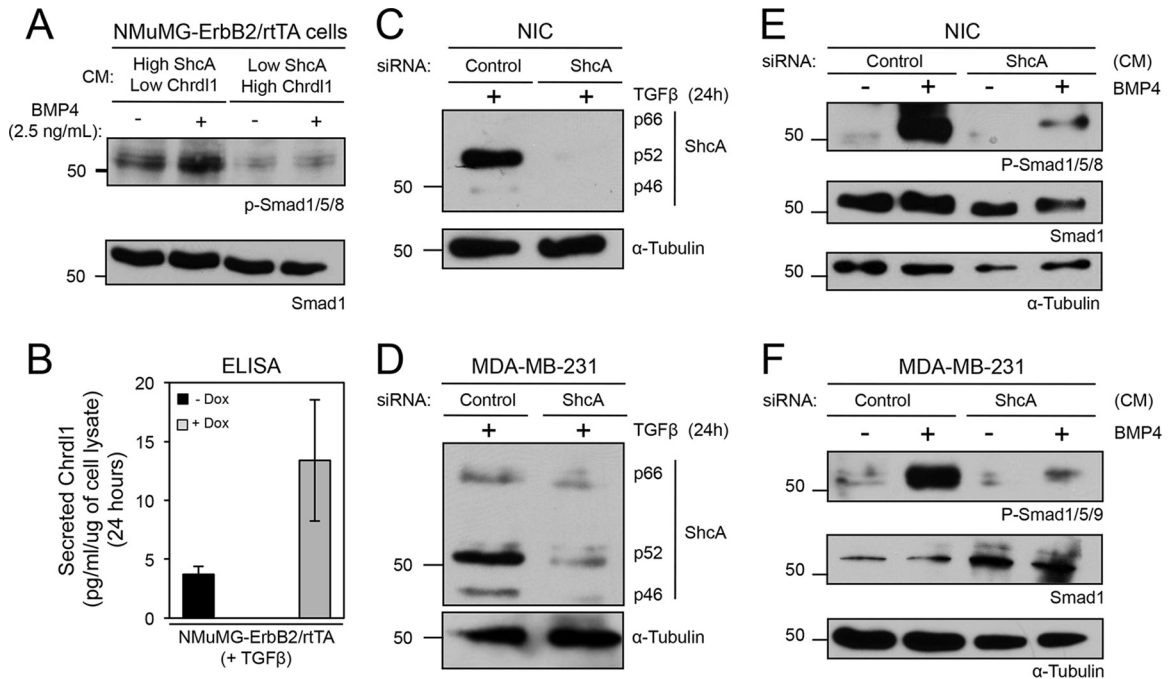 A
NMuMG-ErbB2/rtTA cells
CM:
High ShcA
Low Chrdl1
Low ShcA
High Chrdl1
BMP4
(2.5 ng/mL):
- + - +
50
p-Smad1/5/8
50
Smad1
B
ELISA
Secreted Chrdl1
(pg/ml/ug of cell lysate)
(24 hours)
20
15
10
5
0
- Dox
+ Dox
NMuMG-ErbB2/rtTA
(+ TGFβ)
C
NIC
siRNA: Control ShcA
+ + TGFβ (24h)
p66
p52
p46
ShcA
50
50
α-Tubulin
D
MDA-MB-231
siRNA: Control ShcA
+ + TGFβ (24h)
p66
p52
p46
ShcA
50
50
α-Tubulin
E
NIC
siRNA: Control ShcA (CM)
- + - + BMP4
50
P-Smad1/5/8
50
Smad1
50
α-Tubulin
F
MDA-MB-231
siRNA: Control ShcA (CM)
- + - + BMP4
50
P-Smad1/5/9
50
Smad1
50
α-Tubulin